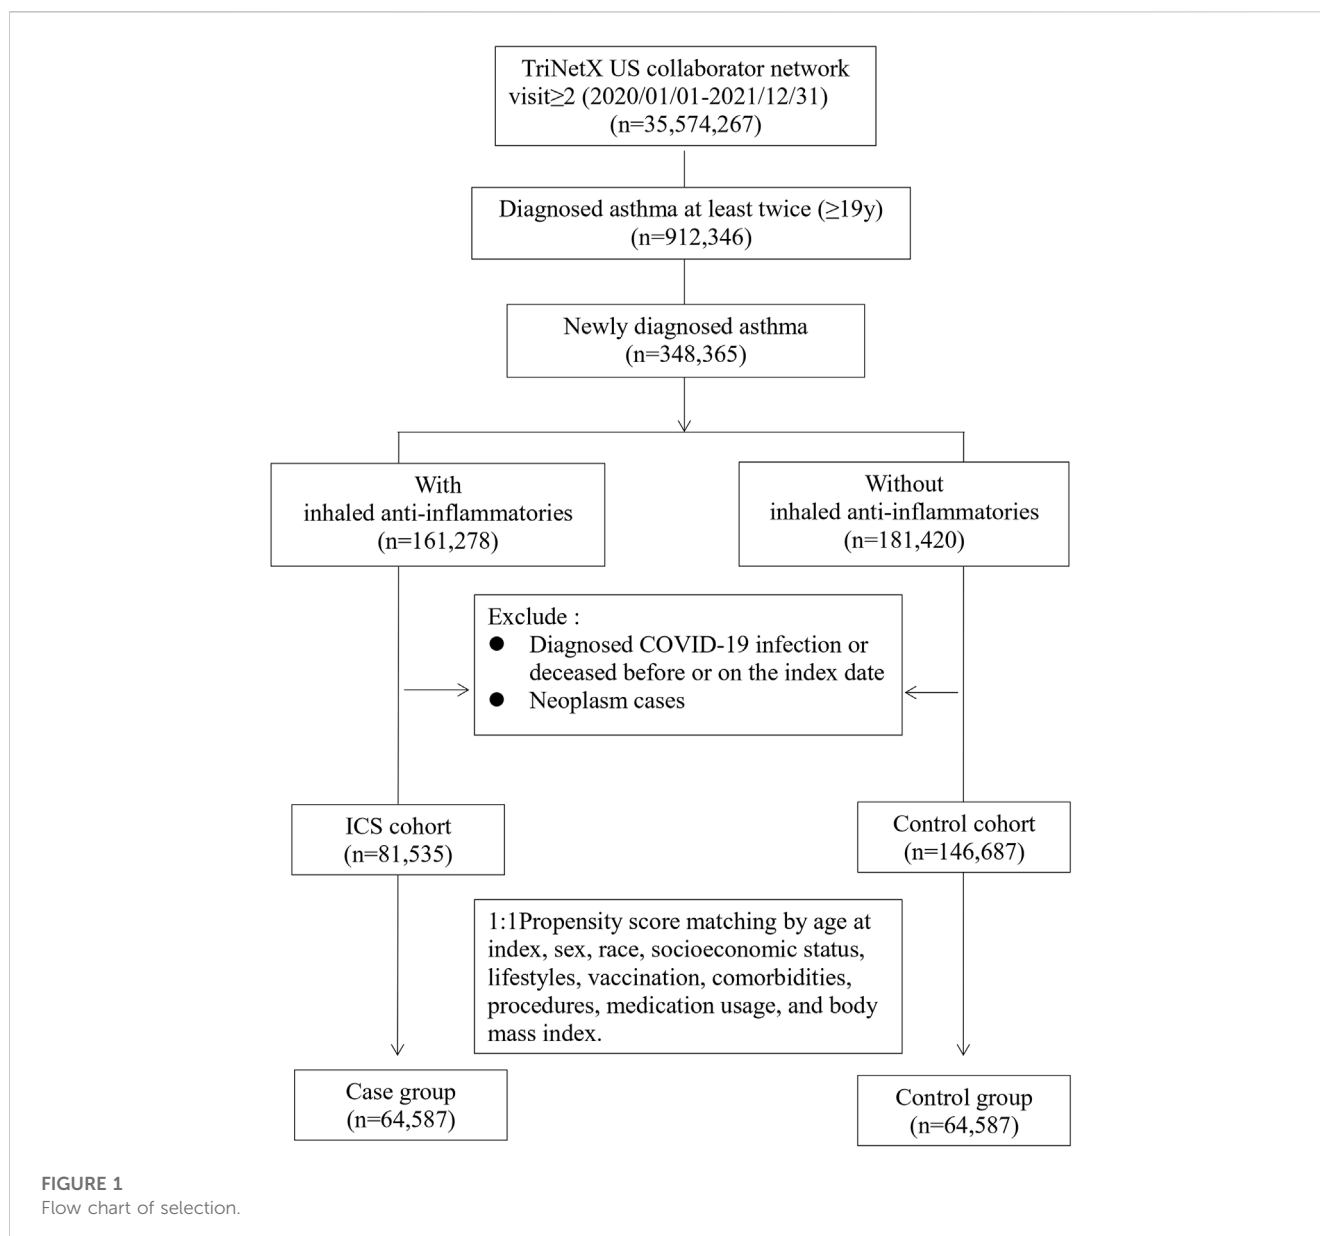 TriNetX US collaborator network
visit≥2 (2020/01/01-2021/12/31)
(n=35,574,267)
Diagnosed asthma at least twice (≥19y)
(n=912,346)
Newly diagnosed asthma
(n=348,365)
With
inhaled anti-inflammatories
(n=161,278)
Without
inhaled anti-inflammatories
(n=181,420)
Exclude :
● Diagnosed COVID-19 infection or
deceased before or on the index date
● Neoplasm cases
ICS cohort
(n=81,535)
Control cohort
(n=146,687)
1:1Propensity score matching by age at
index, sex, race, socioeconomic status,
lifestyles, vaccination, comorbidities,
procedures, medication usage, and body
mass index.
Case group
(n=64,587)
Control group
(n=64,587)
FIGURE 1
Flow chart of selection.